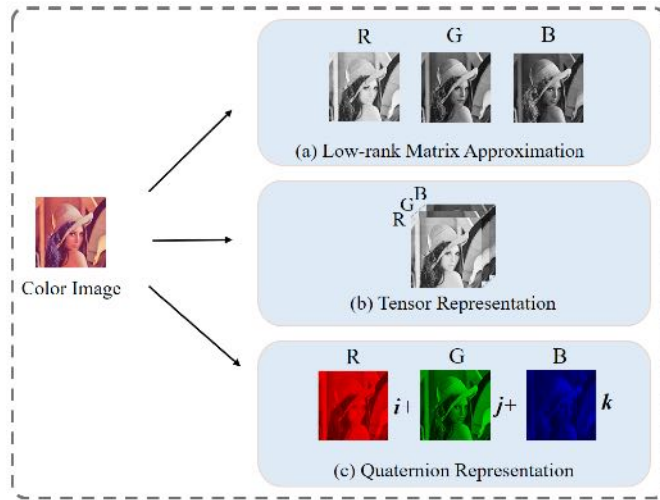 R G B
(a) Low-rank Matrix Approximation
R G B
(b) Tensor Representation
Color Image
R G B
i+ j+ k
(c) Quaternion Representation